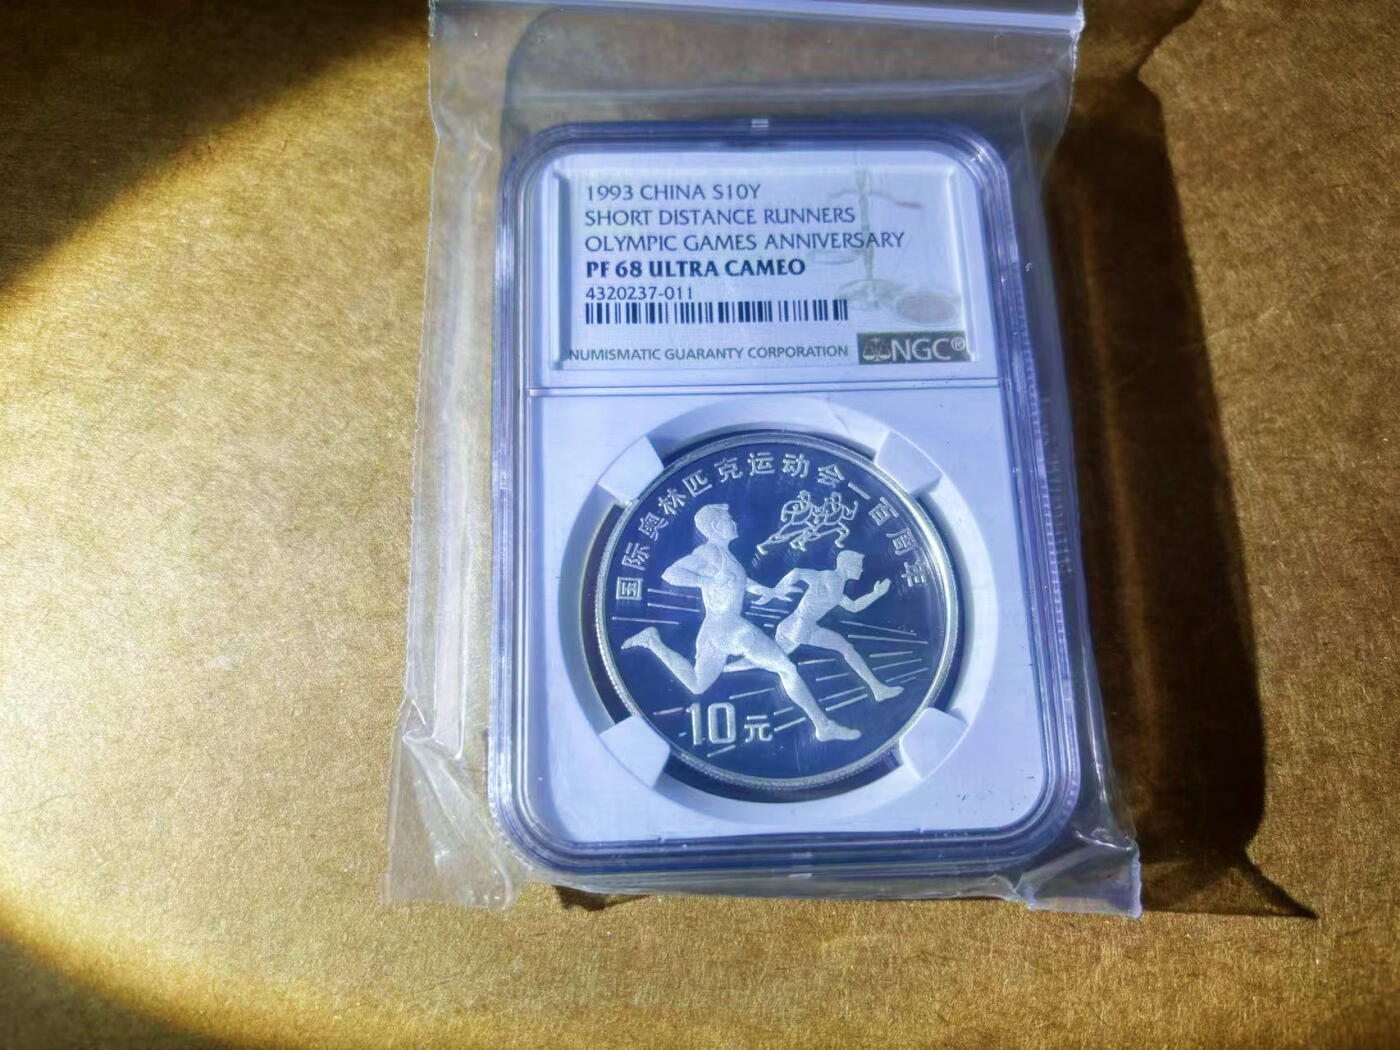 1993 CHINA S10Y
SHORT DISTANCE RUNNERS
OLYMPIC GAMES ANNIVERSARY
PF 68 ULTRA CAMEO
4320237-011
NUMISMATIC GUARANTY CORPORATION
NGC®
国际奥林匹克运动会一百周年
10元